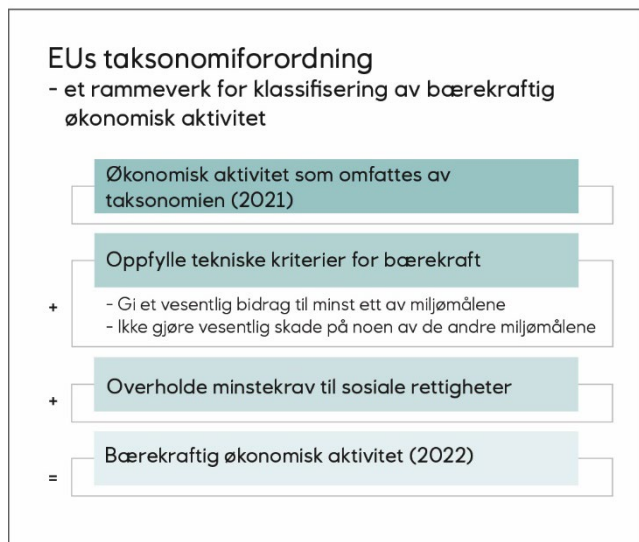 EUs taksonomiforordning
- et rammeverk for klassifisering av bærekraftig
økonomisk aktivitet
Økonomisk aktivitet som omfattes av
taksonomien (2021)
Oppfylle tekniske kriterier for bærekraft
+
- Gi et vesentlig bidrag til minst ett av miljømålene
- Ikke gjøre vesentlig skade på noen av de andre miljømålene
+
Overholde minstekrav til sosiale rettigheter
Bærekraftig økonomisk aktivitet (2022)
=